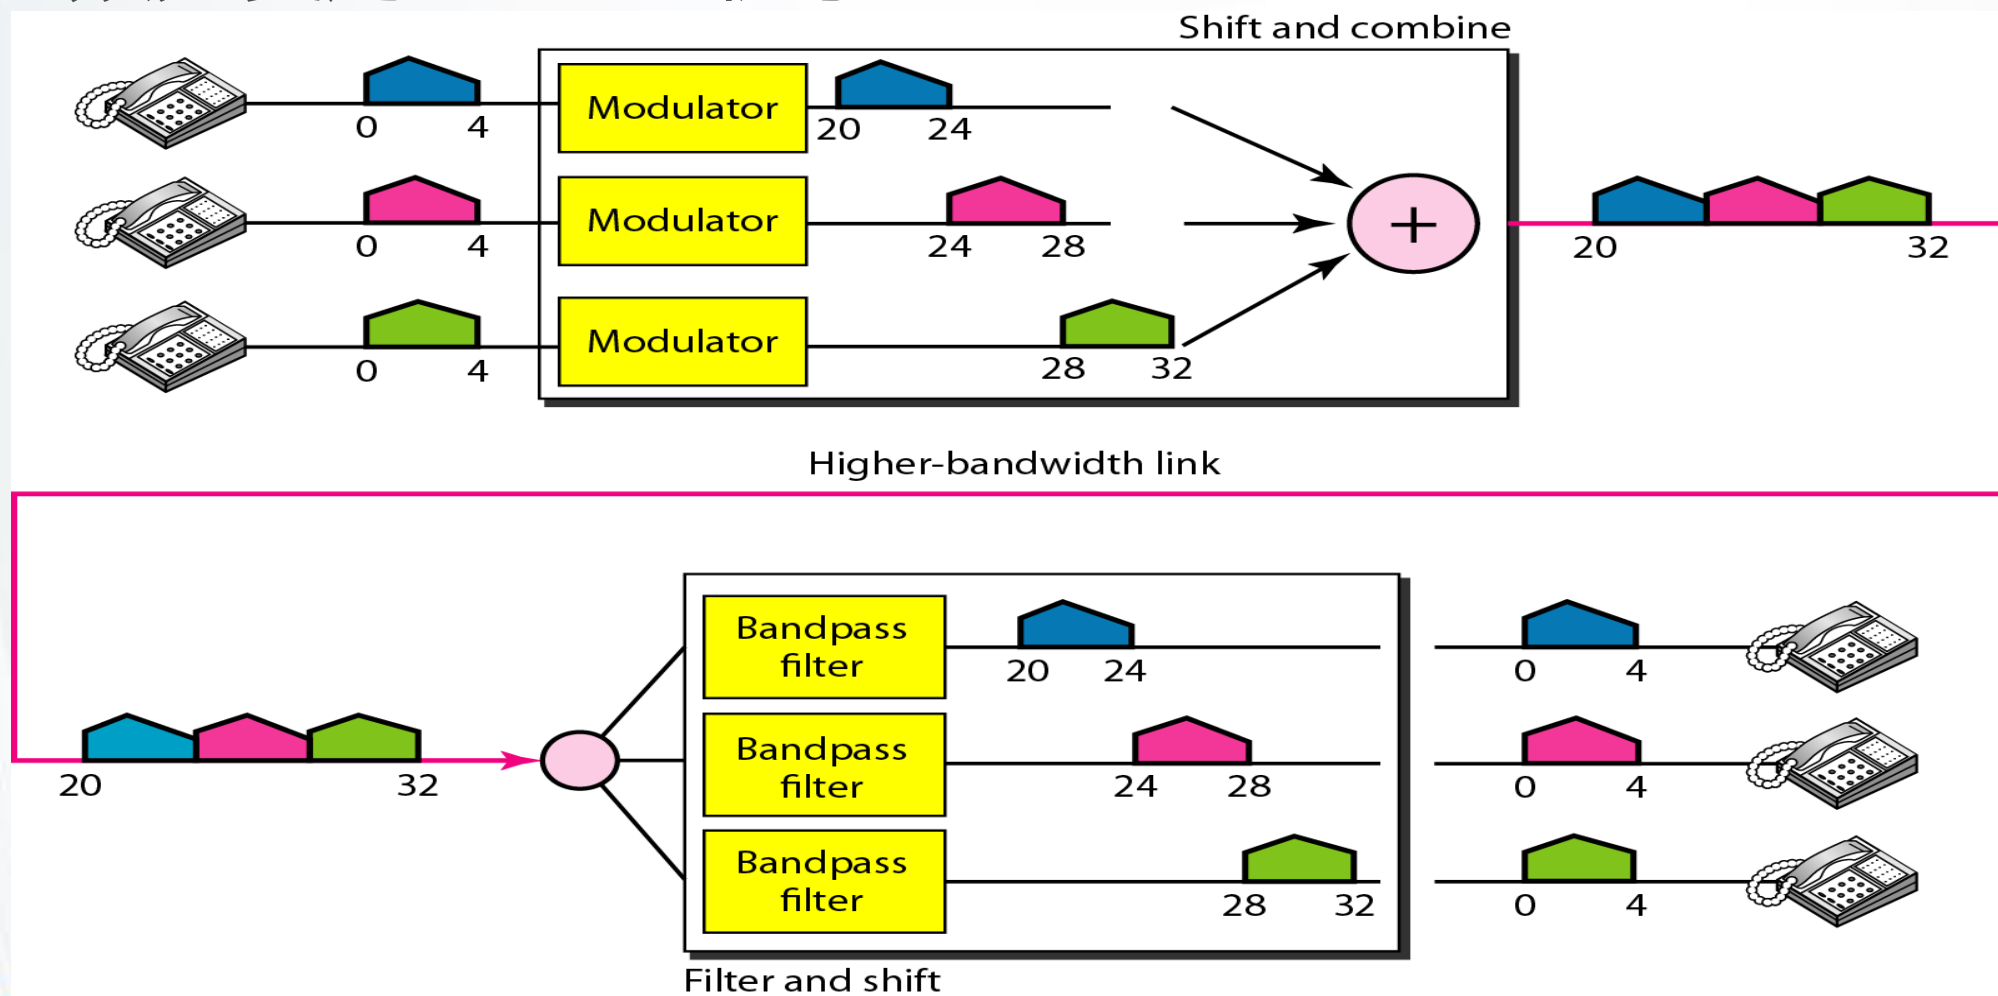 Shift and combine
Modulator
0 4
20 24
Modulator
0 4
24 28
20 32
Modulator
0 4
28 32
Higher-bandwidth link
Bandpass
filter
20 24
0 4
Bandpass
filter
20 32
24 28
0 4
Bandpass
filter
28 32
0 4
Filter and shift